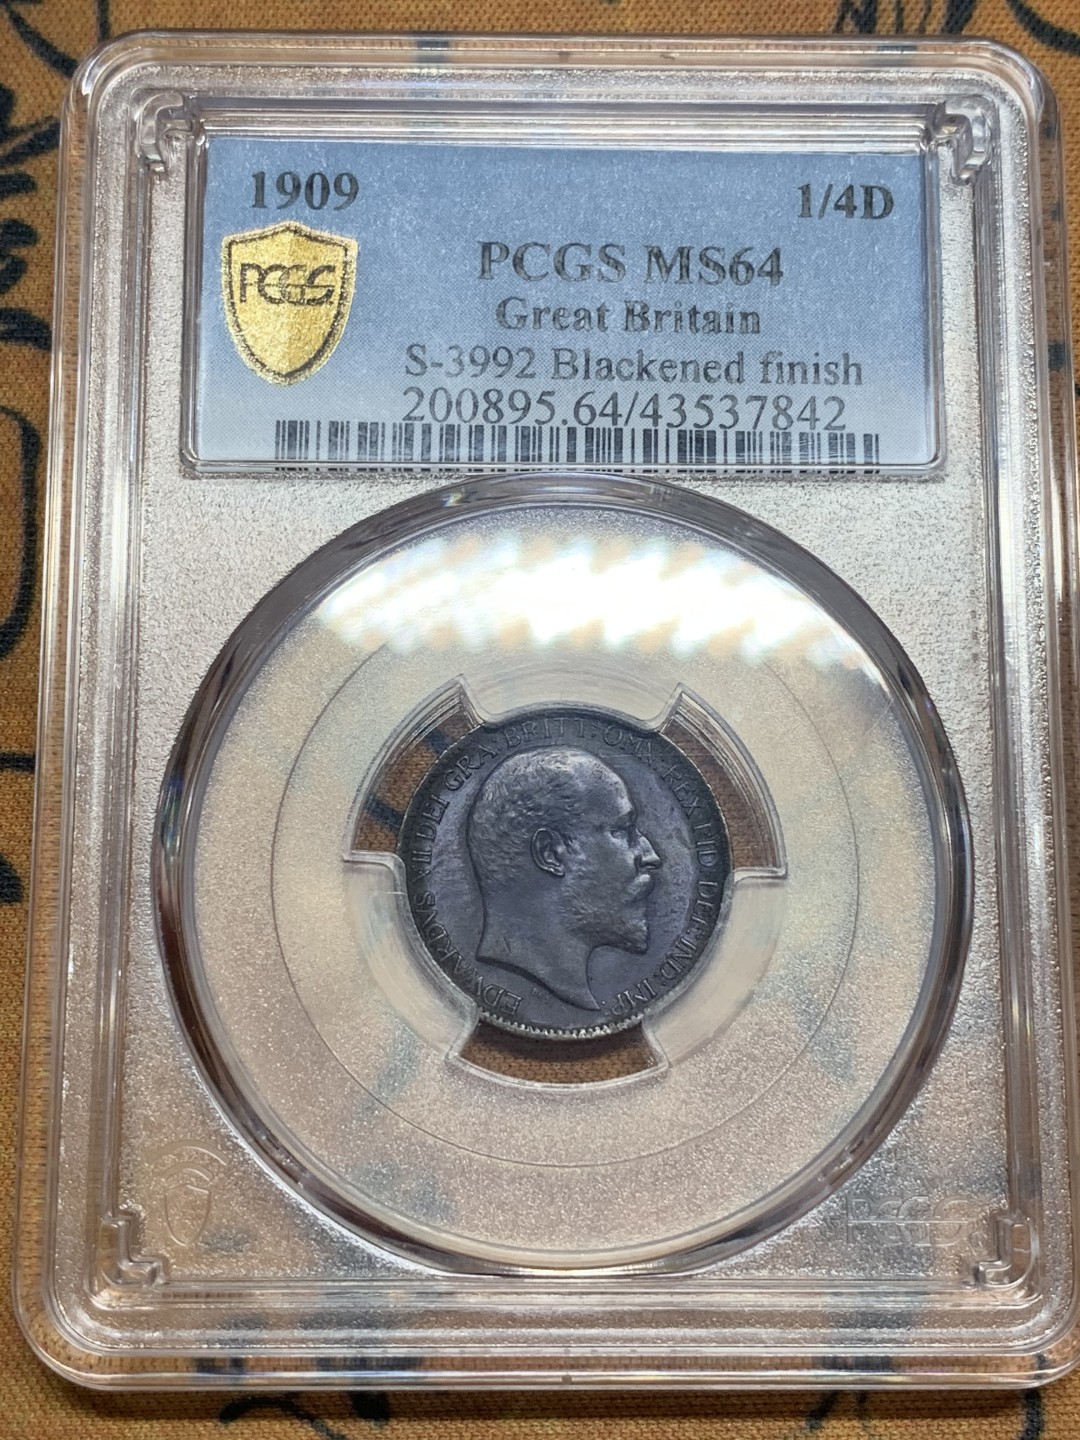 1909 1/4D
PCGS
PCGS MS64
Great Britain
S-3992 Blackened finish
200895.64/43537842
EDWARDVS VII DEI GRA: BRITT: OMN: REX FID: DEF: IND: IMP:
PCGS